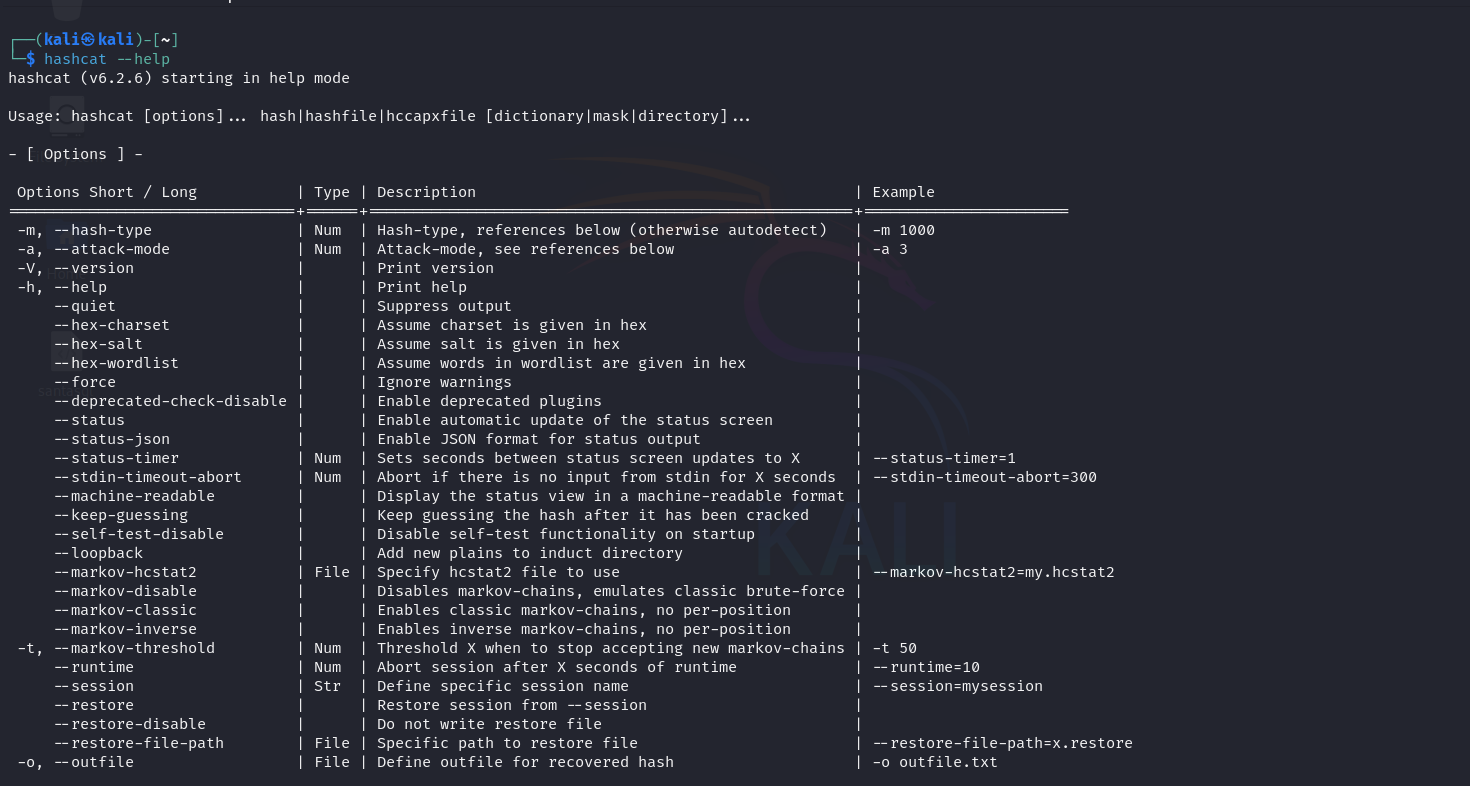 ┌──(kali㉿kali)-[~]
└─$ hashcat --help
hashcat (v6.2.6) starting in help mode

Usage: hashcat [options]... hash|hashfile|hccapxfile [dictionary|mask|directory]...

- [ Options ] -

 Options Short / Long           | Type | Description                                          | Example
================================+======+======================================================+=======================
 -m, --hash-type                | Num  | Hash-type, references below (otherwise autodetect)   | -m 1000
 -a, --attack-mode              | Num  | Attack-mode, see references below                    | -a 3
 -V, --version                  |      | Print version                                        |
 -h, --help                     |      | Print help                                           |
     --quiet                    |      | Suppress output                                      |
     --hex-charset              |      | Assume charset is given in hex                       |
     --hex-salt                 |      | Assume salt is given in hex                          |
     --hex-wordlist             |      | Assume words in wordlist are given in hex            |
     --force                    |      | Ignore warnings                                      |
     --deprecated-check-disable |      | Enable deprecated plugins                            |
     --status                   |      | Enable automatic update of the status screen         |
     --status-json              |      | Enable JSON format for status output                 |
     --status-timer             | Num  | Sets seconds between status screen updates to X      | --status-timer=1
     --stdin-timeout-abort      | Num  | Abort if there is no input from stdin for X seconds  | --stdin-timeout-abort=300
     --machine-readable         |      | Display the status view in a machine-readable format |
     --keep-guessing            |      | Keep guessing the hash after it has been cracked     |
     --self-test-disable        |      | Disable self-test functionality on startup           |
     --loopback                 |      | Add new plains to induct directory                   |
     --markov-hcstat2           | File | Specify hcstat2 file to use                          | --markov-hcstat2=my.hcstat2
     --markov-disable           |      | Disables markov-chains, emulates classic brute-force |
     --markov-classic           |      | Enables classic markov-chains, no per-position       |
     --markov-inverse           |      | Enables inverse markov-chains, no per-position       |
 -t, --markov-threshold         | Num  | Threshold X when to stop accepting new markov-chains | -t 50
     --runtime                  | Num  | Abort session after X seconds of runtime             | --runtime=10
     --session                  | Str  | Define specific session name                         | --session=mysession
     --restore                  |      | Restore session from --session                       |
     --restore-disable          |      | Do not write restore file                            |
     --restore-file-path        | File | Specific path to restore file                        | --restore-file-path=x.restore
 -o, --outfile                  | File | Define outfile for recovered hash                    | -o outfile.txt
KALI